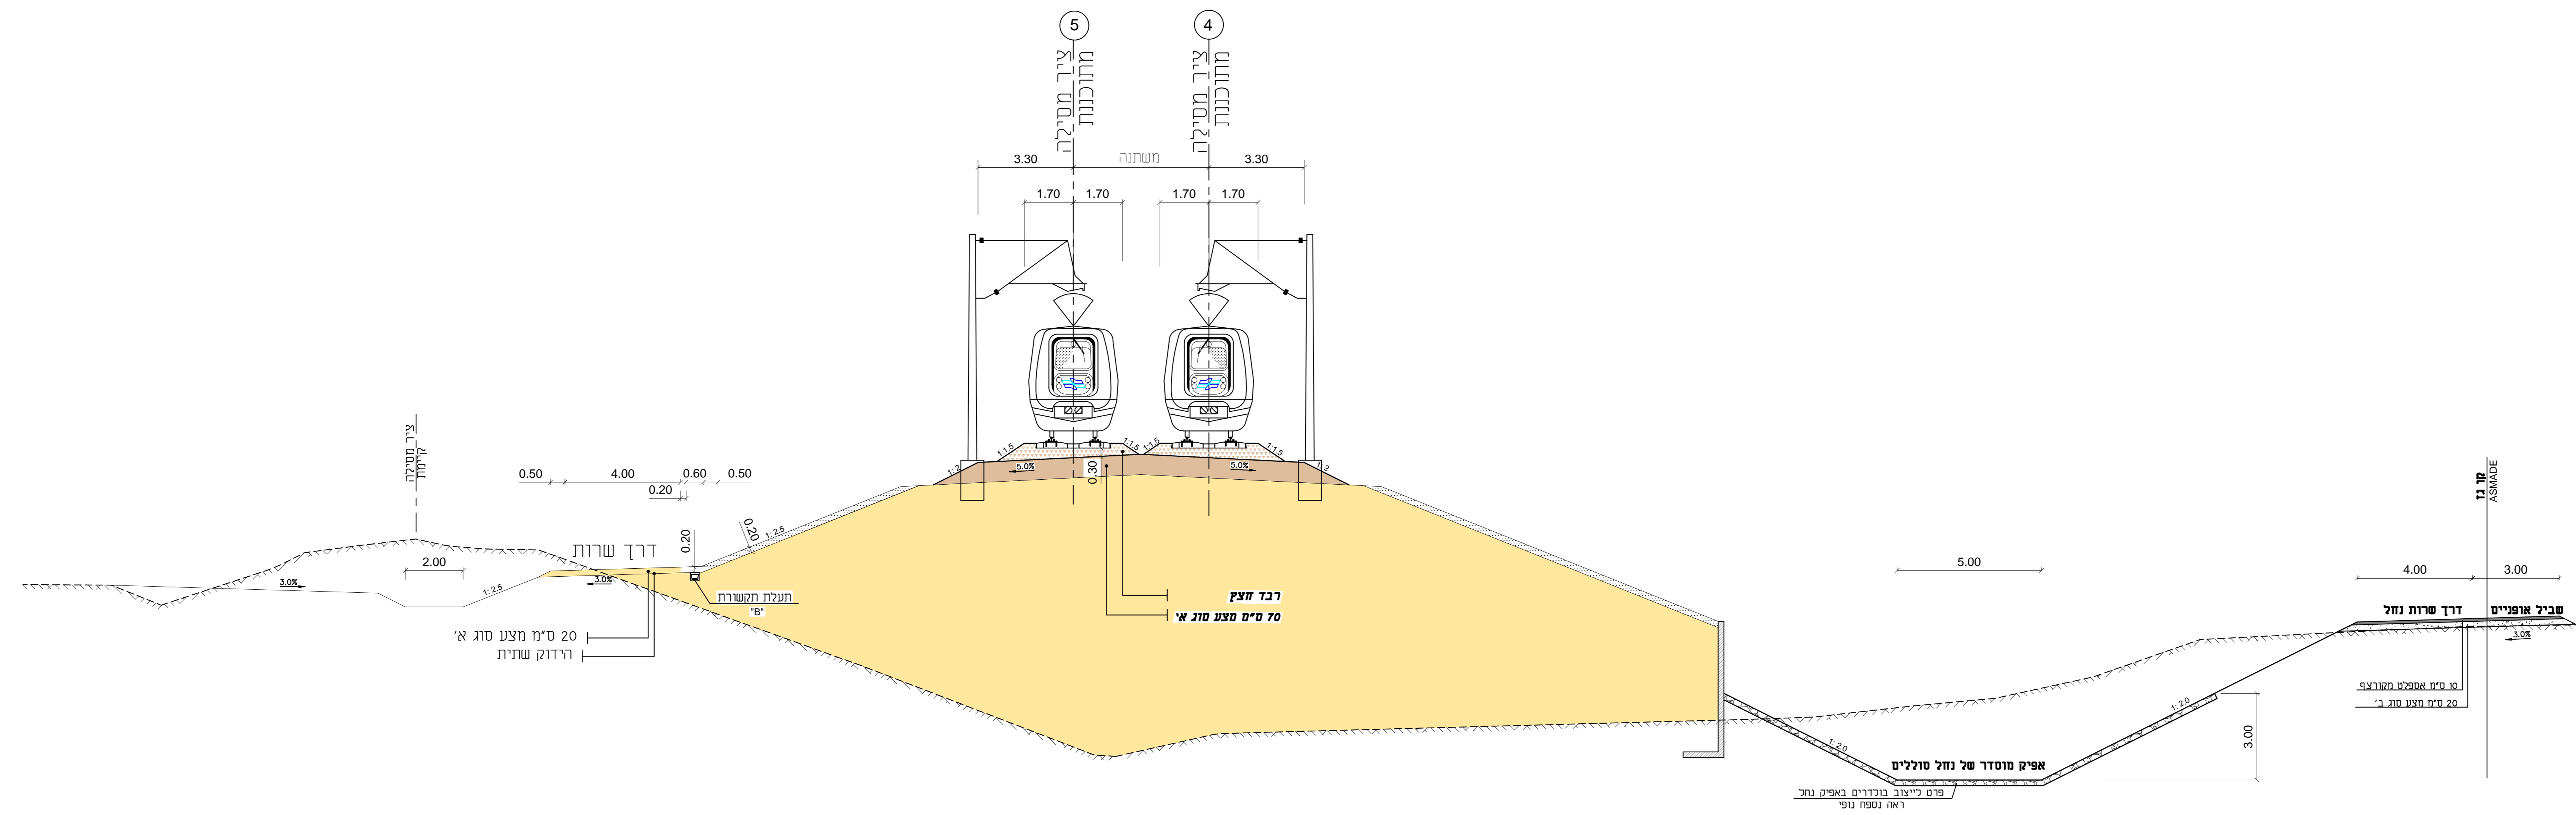 5
4
ציר מסילה
מתוכננת
ציר מסילה
מתוכננת
3.30
משתנה
3.30
1.70
1.70
1.70
1.70
ציר מסילה
קיימת
1:1.5
1:1.5
1:1.5
1:1.5
1:2
5.0%
0.30
5.0%
1:2
0.50
4.00
0.60
0.50
0.20
0.20
0.20
1:2.5
דרך שרות
2.00
3.0%
1:2.5
3.0%
תעלת תקשורת
"B"
20 ס"מ מצע סוג א'
הידוק שתית
רבד חצץ
70 ס"מ מצע סוג א'
קו גז
ASMADE
5.00
4.00
3.00
דרך שרות נחל
שביל אופניים
3.0%
10 ס"מ אספלט מקורצף
20 ס"מ מצע סוג ב'
1:2.0
1:2.0
3.00
אפיק מוסדר של נחל סוללים
פרט לייצוב בולדרים באפיק נחל
ראה נספח נופי